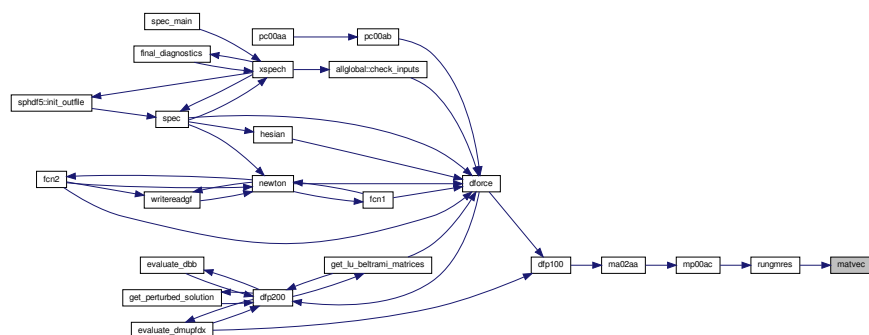 spec_main
pc00aa
pc00ab
final_diagnostics
xspech
allglobal::check_inputs
sphdf5::init_outfile
spec
hesian
fcn2
newton
dforce
writereadgf
fcn1
evaluate_dbb
get_lu_beltrami_matrices
dfp100
ma02aa
mp00ac
rungmres
matvec
get_perturbed_solution
dfp200
evaluate_dmupfdx